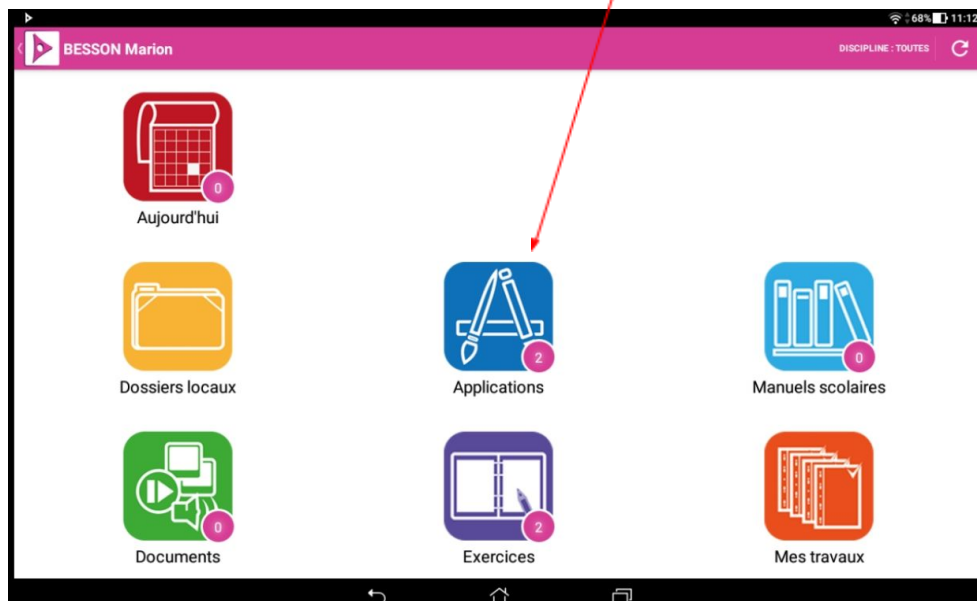 68% 11:12
BESSON Marion
DISCIPLINE : TOUTES
0
Aujourd'hui
Dossiers locaux
2
Applications
0
Manuels scolaires
0
Documents
2
Exercices
Mes travaux